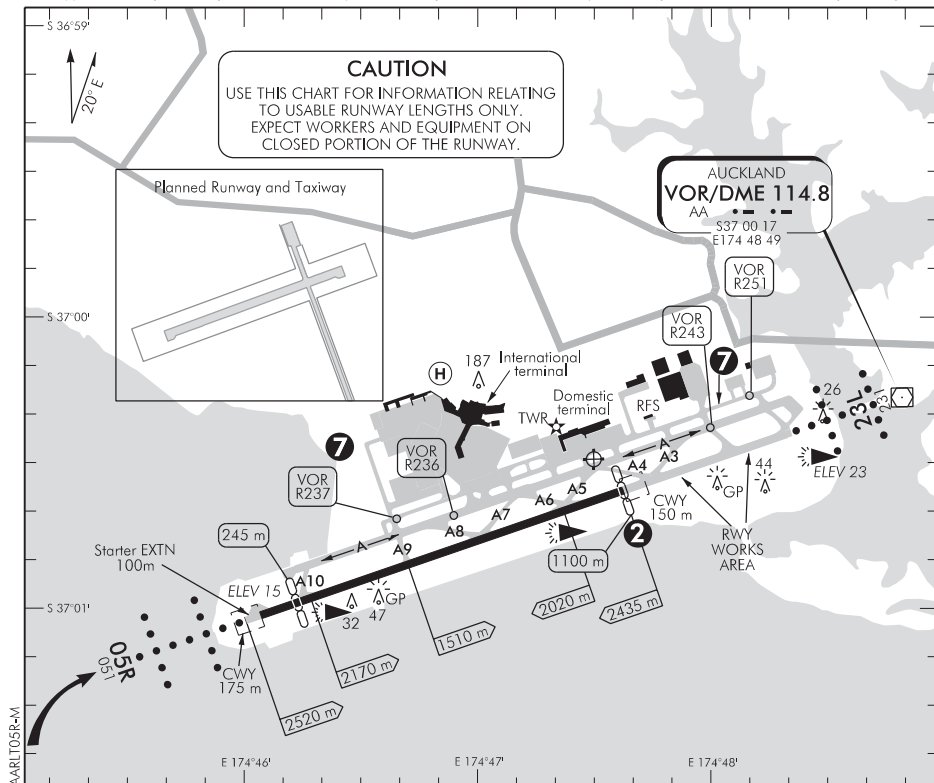 S 36°59'
20° E
CAUTION
USE THIS CHART FOR INFORMATION RELATING
TO USABLE RUNWAY LENGTHS ONLY.
EXPECT WORKERS AND EQUIPMENT ON
CLOSED PORTION OF THE RUNWAY.
Planned Runway and Taxiway
AUCKLAND
VOR/DME 114.8
AA
S37 00 17
E174 48 49
VOR
R251
S 37°00'
VOR
R243
7
187
International
terminal
H
Domestic
terminal
TWR
RFS
26
23L
231
ELEV 23
7
VOR
R236
VOR
R237
A
A3
A4
A5
A6
A7
A8
A9
A
A10
CWY
150 m
GP
44
RWY
WORKS
AREA
2
245 m
1100 m
Starter EXTN
100m
ELEV 15
GP
32
47
S 37°01'
05R
051
CWY
175 m
2520 m
2170 m
1510 m
2020 m
2435 m
E 174°46'
E 174°47'
E 174°48'
AARLT05R-M